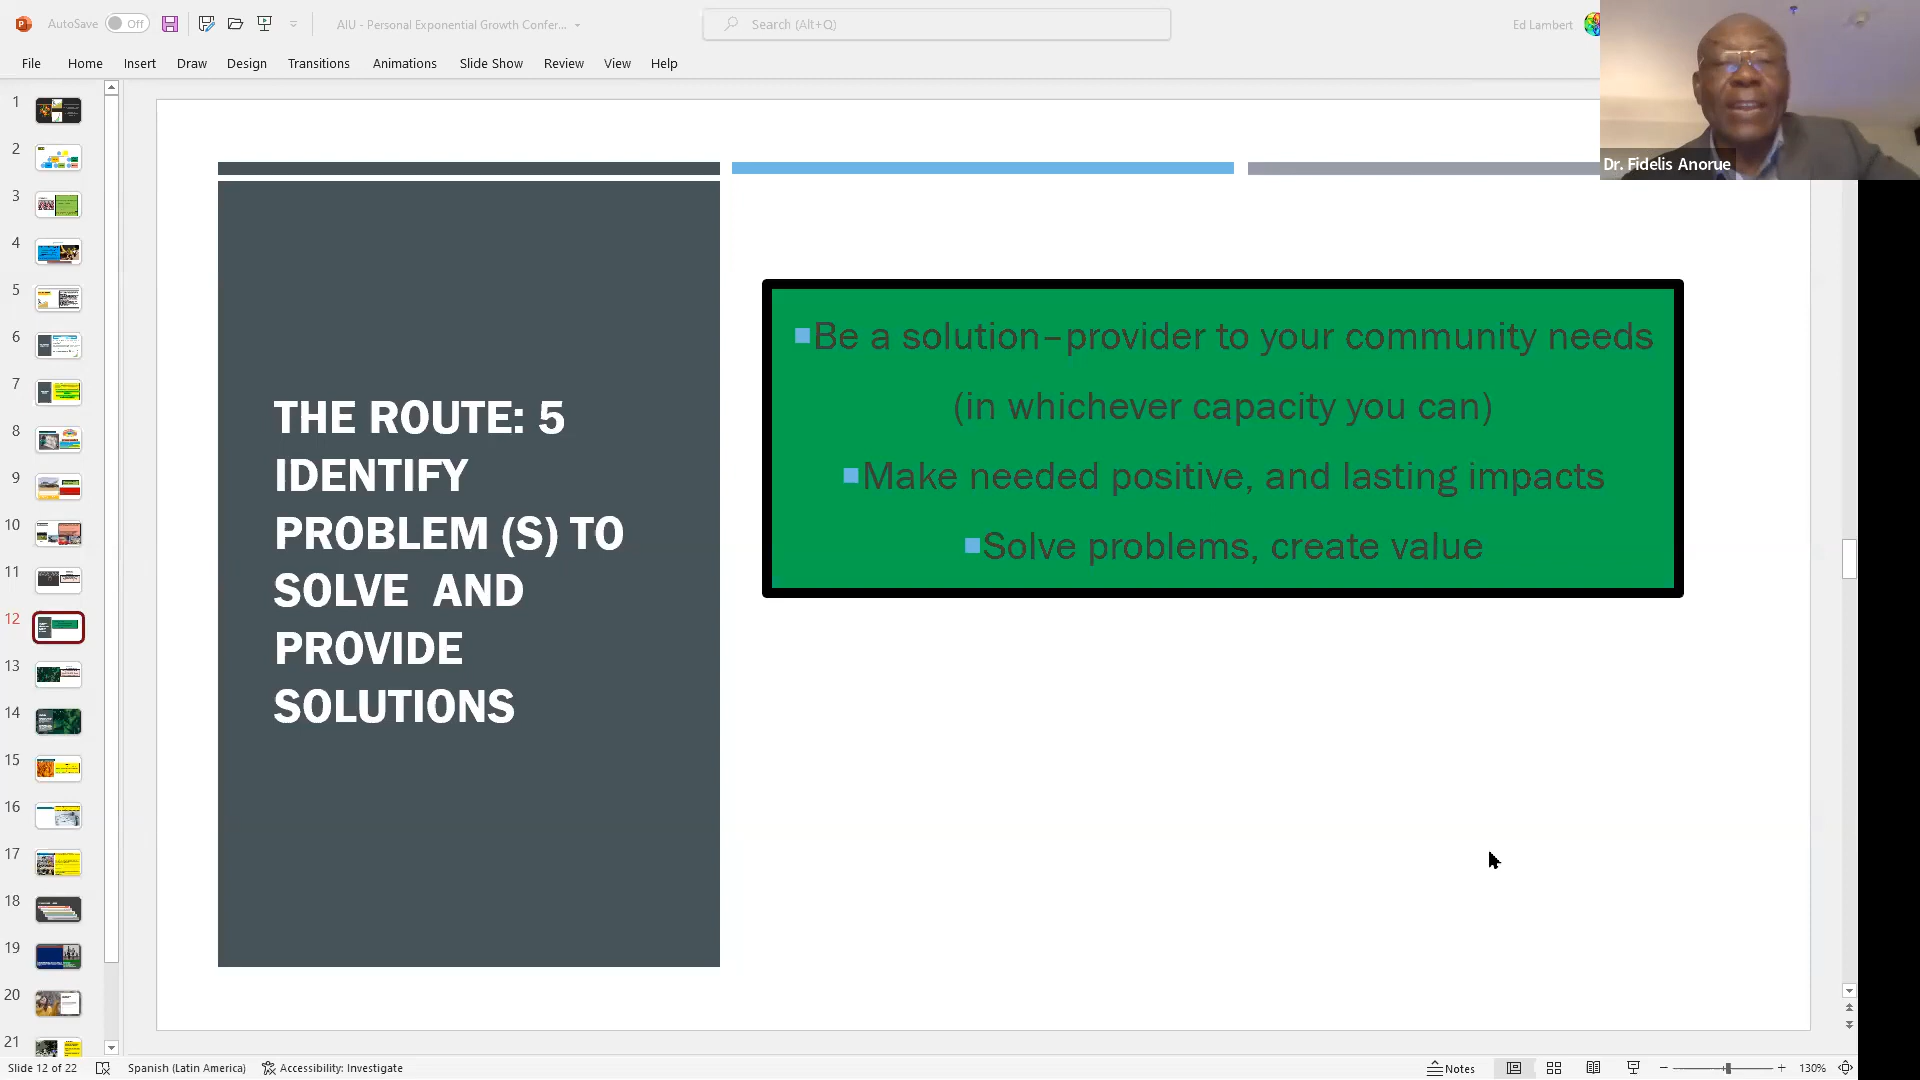 AutoSave
Off
AIU - Personal Exponential Growth Confer...
Search (Alt+Q)
Ed Lambert
File
Home
Insert
Draw
Design
Transitions
Animations
Slide Show
Review
View
Help
Dr. Fidelis Anorue
1
2
3
4
5
6
7
8
9
10
11
12
13
14
15
16
17
18
19
20
21
THE ROUTE: 5
IDENTIFY
PROBLEM (S) TO
SOLVE  AND
PROVIDE
SOLUTIONS
Be a solution–provider to your community needs
(in whichever capacity you can)
Make needed positive, and lasting impacts
Solve problems, create value
Slide 12 of 22
Spanish (Latin America)
Accessibility: Investigate
Notes
130%